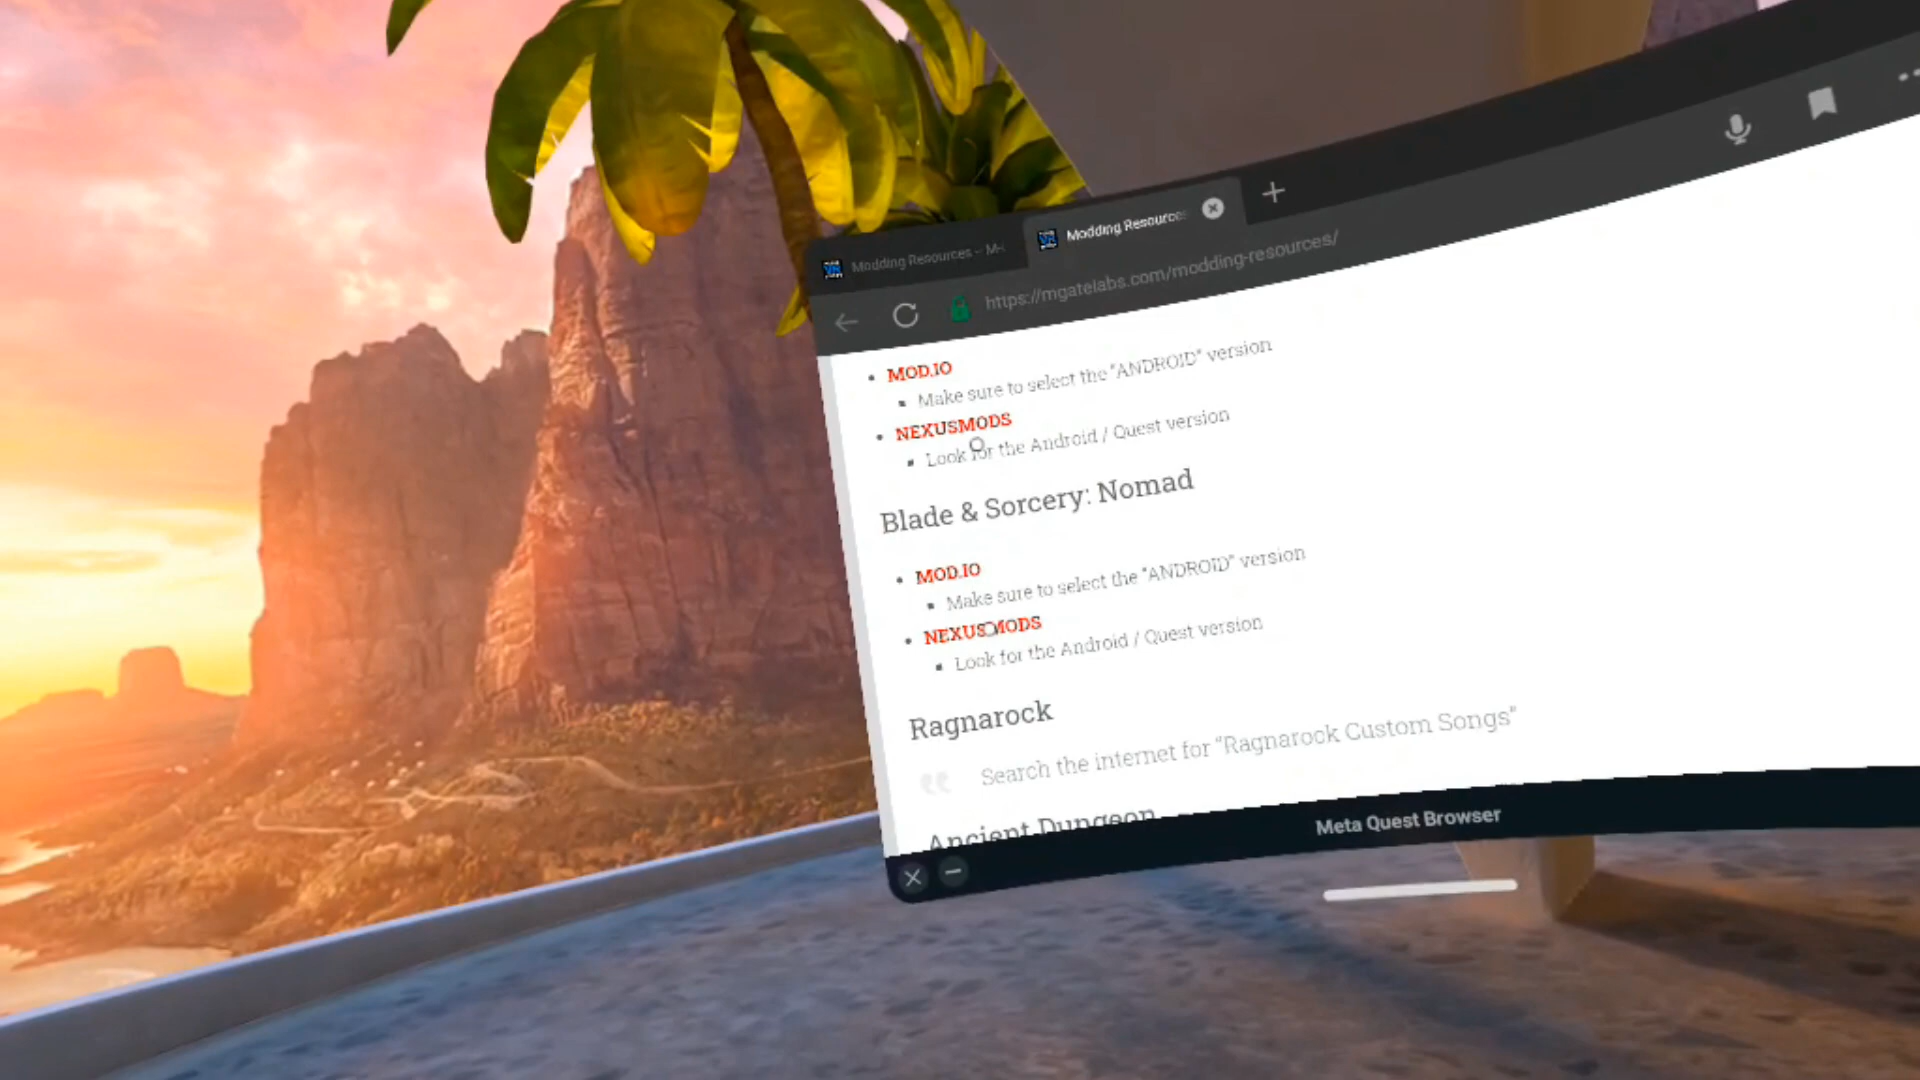 Modding Resources - M
Modding Resource
https://mgatelabs.com/modding-resources/
MOD.IO
Make sure to select the "ANDROID" version
NEXUSMODS
Look for the Android / Quest version
Blade & Sorcery: Nomad
MOD.IO
Make sure to select the "ANDROID" version
NEXUSMODS
Look for the Android / Quest version
Ragnarock
Search the internet for "Ragnarock Custom Songs"
Ancient Dungeon
Meta Quest Browser